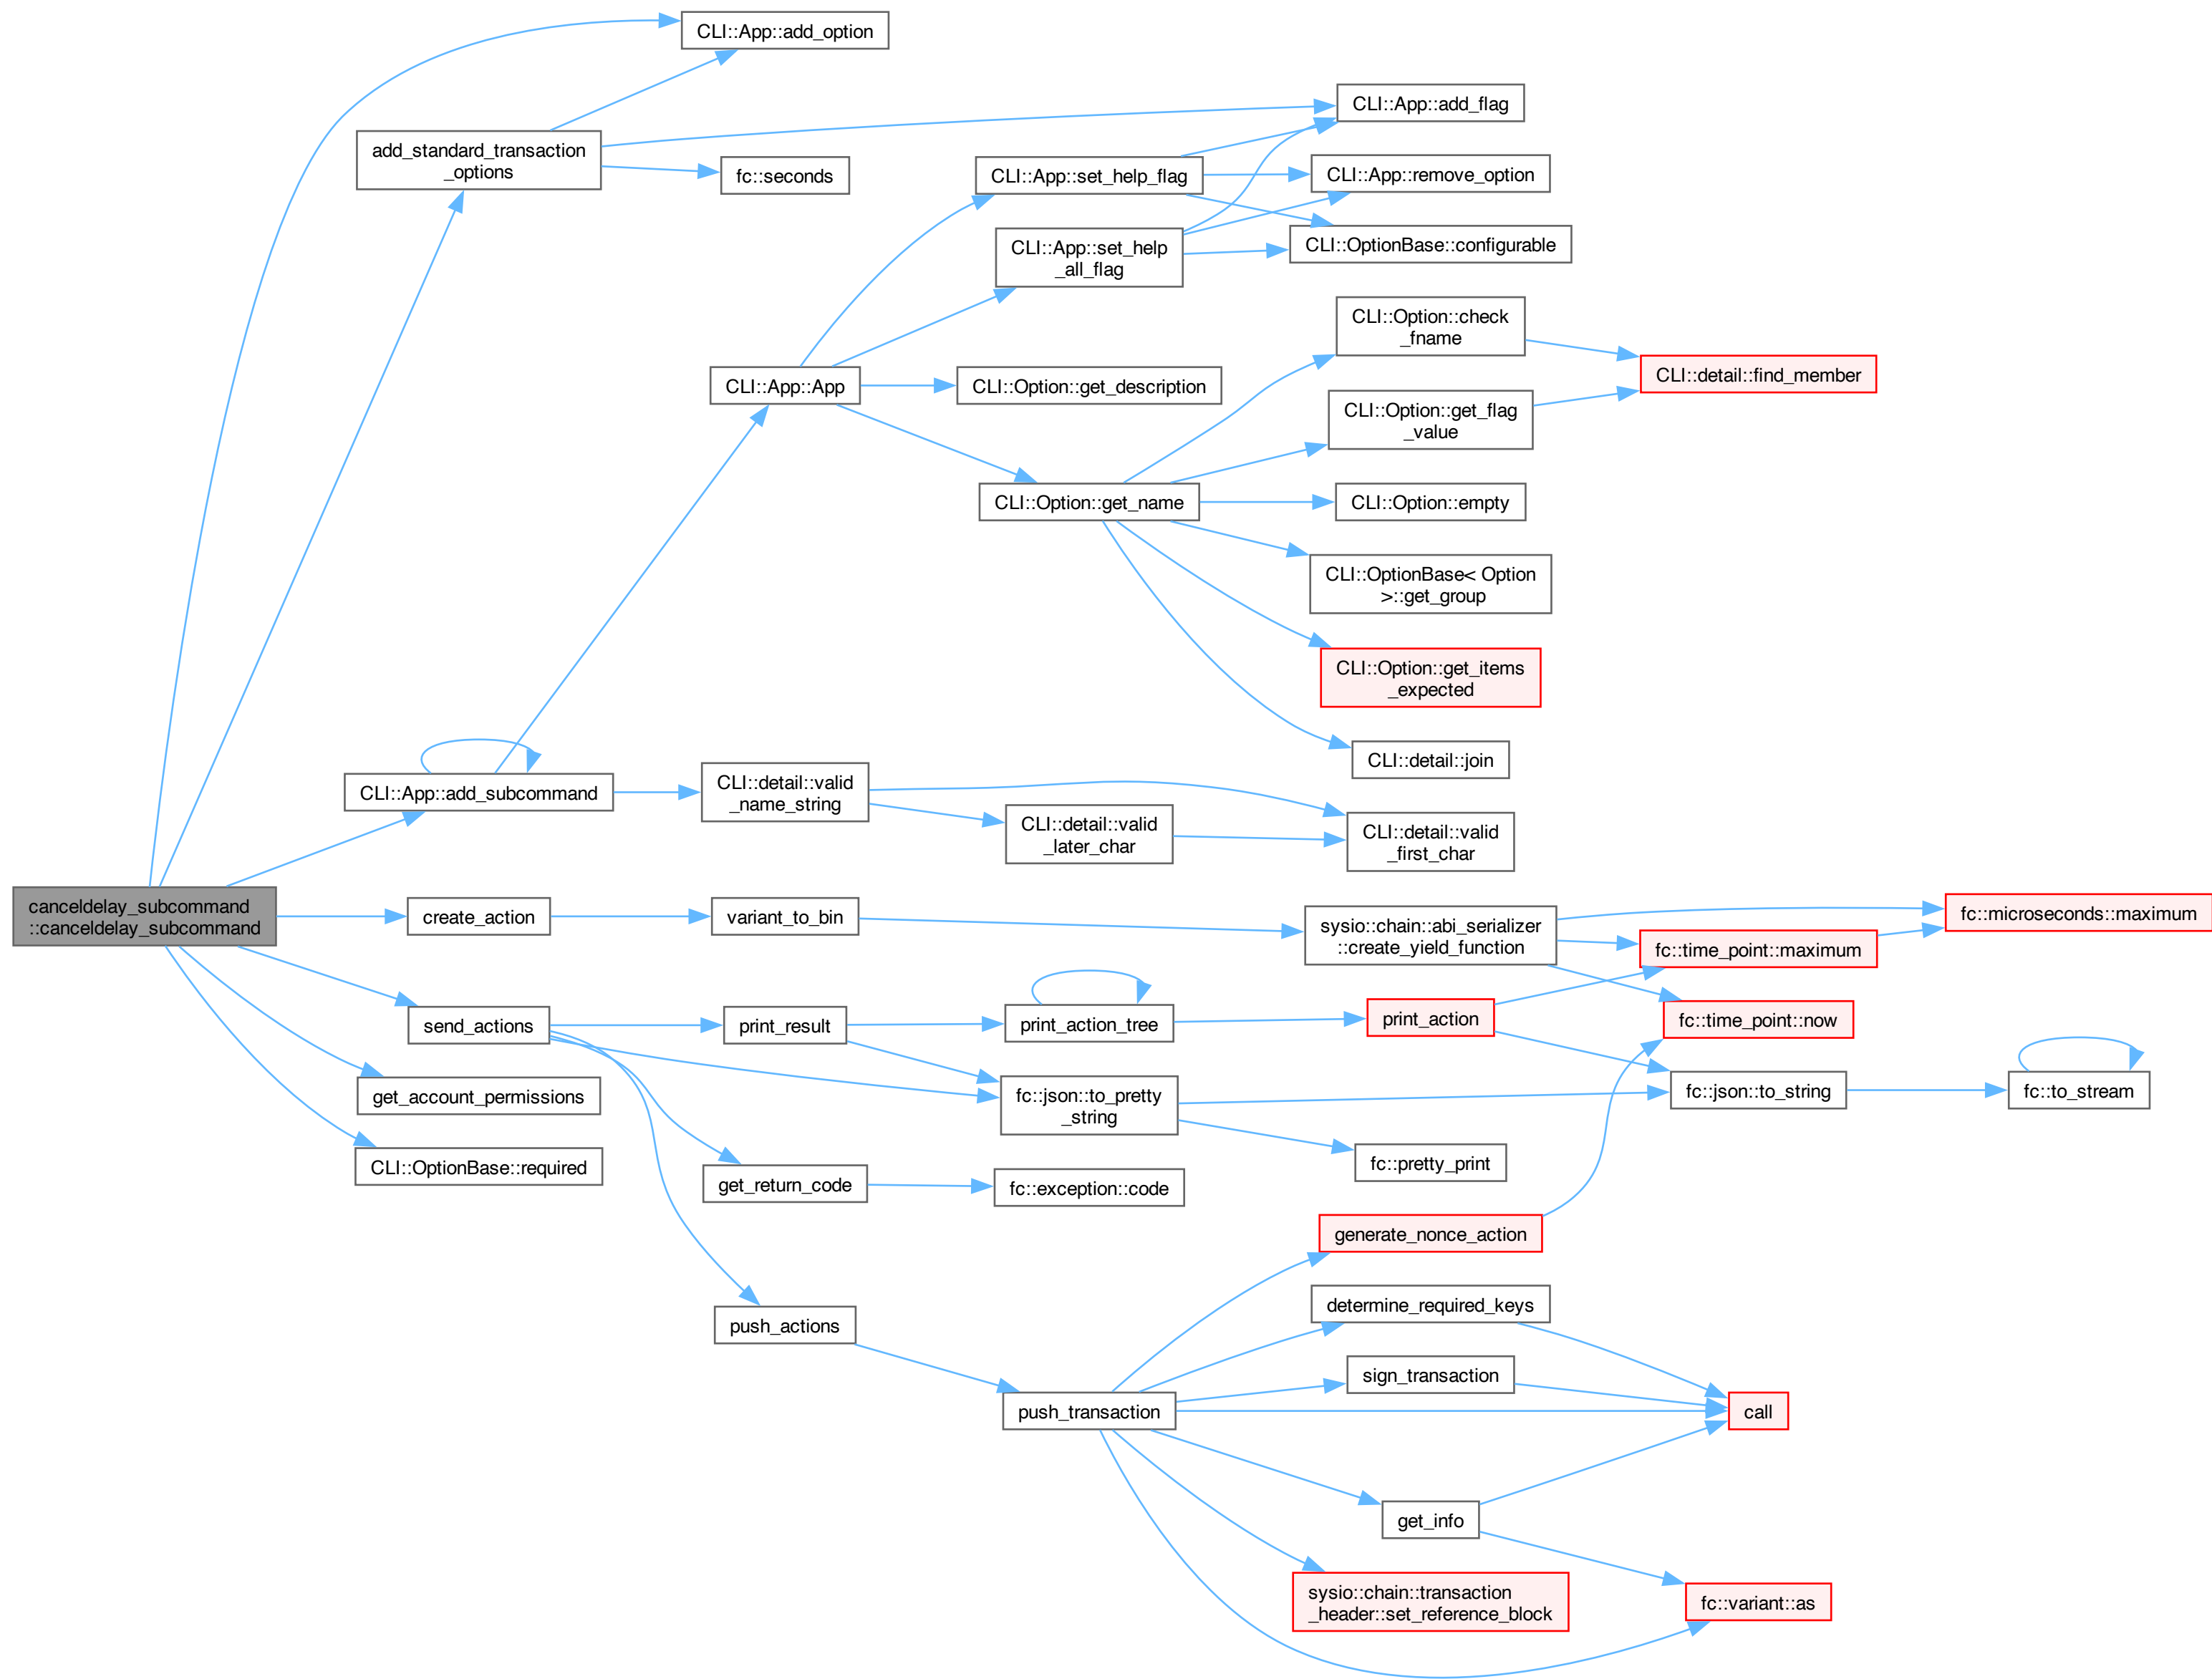 CLI::App::add_option
CLI::App::add_flag
add_standard_transaction
_options
fc::seconds
CLI::App::set_help_flag
CLI::App::remove_option
CLI::App::set_help
_all_flag
CLI::OptionBase::configurable
CLI::Option::check
_fname
CLI::App::App
CLI::Option::get_description
CLI::detail::find_member
CLI::Option::get_flag
_value
CLI::Option::get_name
CLI::Option::empty
CLI::OptionBase< Option
>::get_group
CLI::Option::get_items
_expected
CLI::detail::join
CLI::App::add_subcommand
CLI::detail::valid
_name_string
CLI::detail::valid
_later_char
CLI::detail::valid
_first_char
canceldelay_subcommand
::canceldelay_subcommand
create_action
variant_to_bin
sysio::chain::abi_serializer
::create_yield_function
fc::microseconds::maximum
fc::time_point::maximum
send_actions
print_result
print_action_tree
print_action
fc::time_point::now
get_account_permissions
fc::json::to_pretty
_string
fc::json::to_string
fc::to_stream
CLI::OptionBase::required
fc::pretty_print
get_return_code
fc::exception::code
generate_nonce_action
determine_required_keys
push_actions
sign_transaction
push_transaction
call
get_info
sysio::chain::transaction
_header::set_reference_block
fc::variant::as